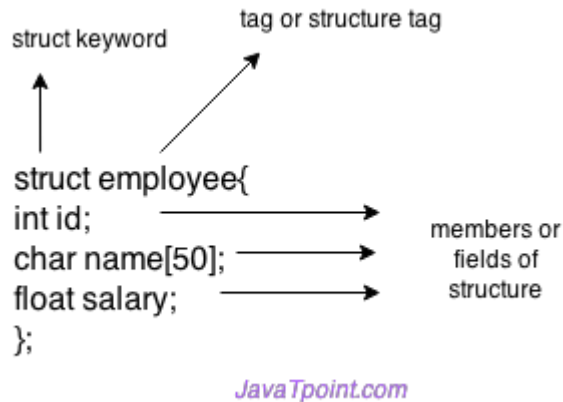 struct keyword
tag or structure tag
struct employee{
int id;
char name[50];
float salary;
};
members or
fields of
structure
JavaTpoint.com